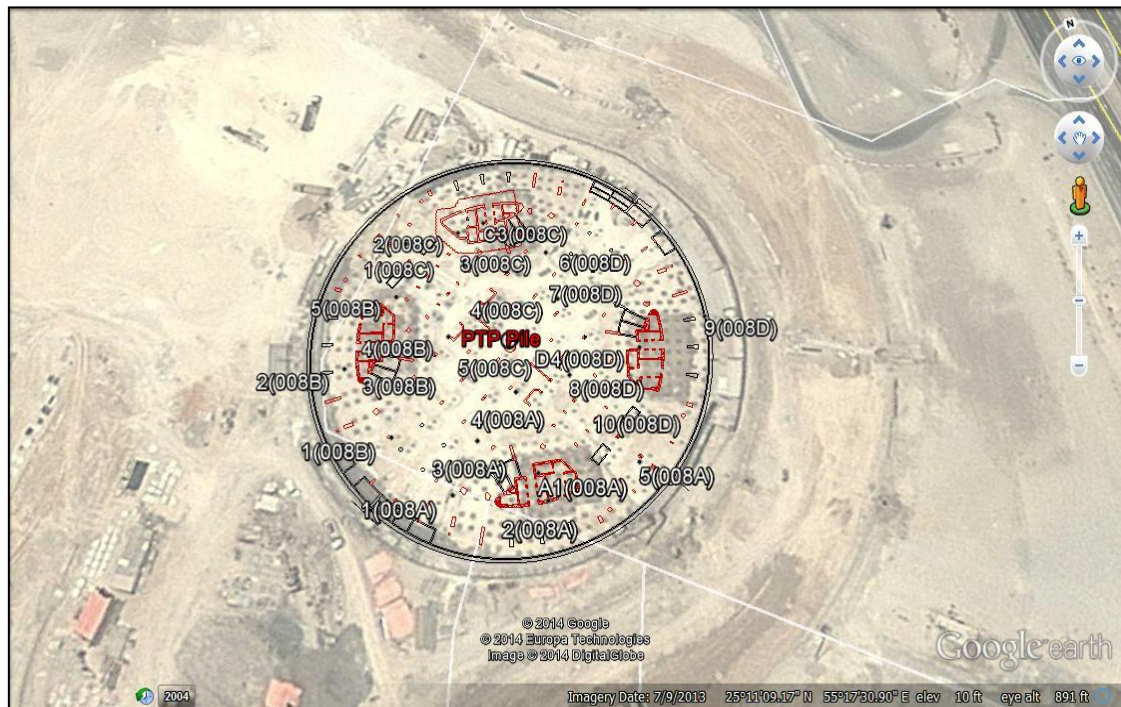 N
C3(008C)
2(008C)
3(008C)
6(008D)
1(008C)
7(008D)
5(008B)
4(008C)
9(008D)
PTP Pile
4(008B)
D4(008D)
5(008C)
2(008B)
3(008B)
8(008D)
4(008A)
10(008D)
1(008B)
3(008A)
5(008A)
A1(008A)
1(008A)
2(008A)
© 2014 Google
© 2014 Europa Technologies
Image © 2014 DigitalGlobe
Google earth
2004
Imagery Date: 7/9/2013 25°11'09.17" N 55°17'30.90" E elev 10 ft eye alt 891 ft